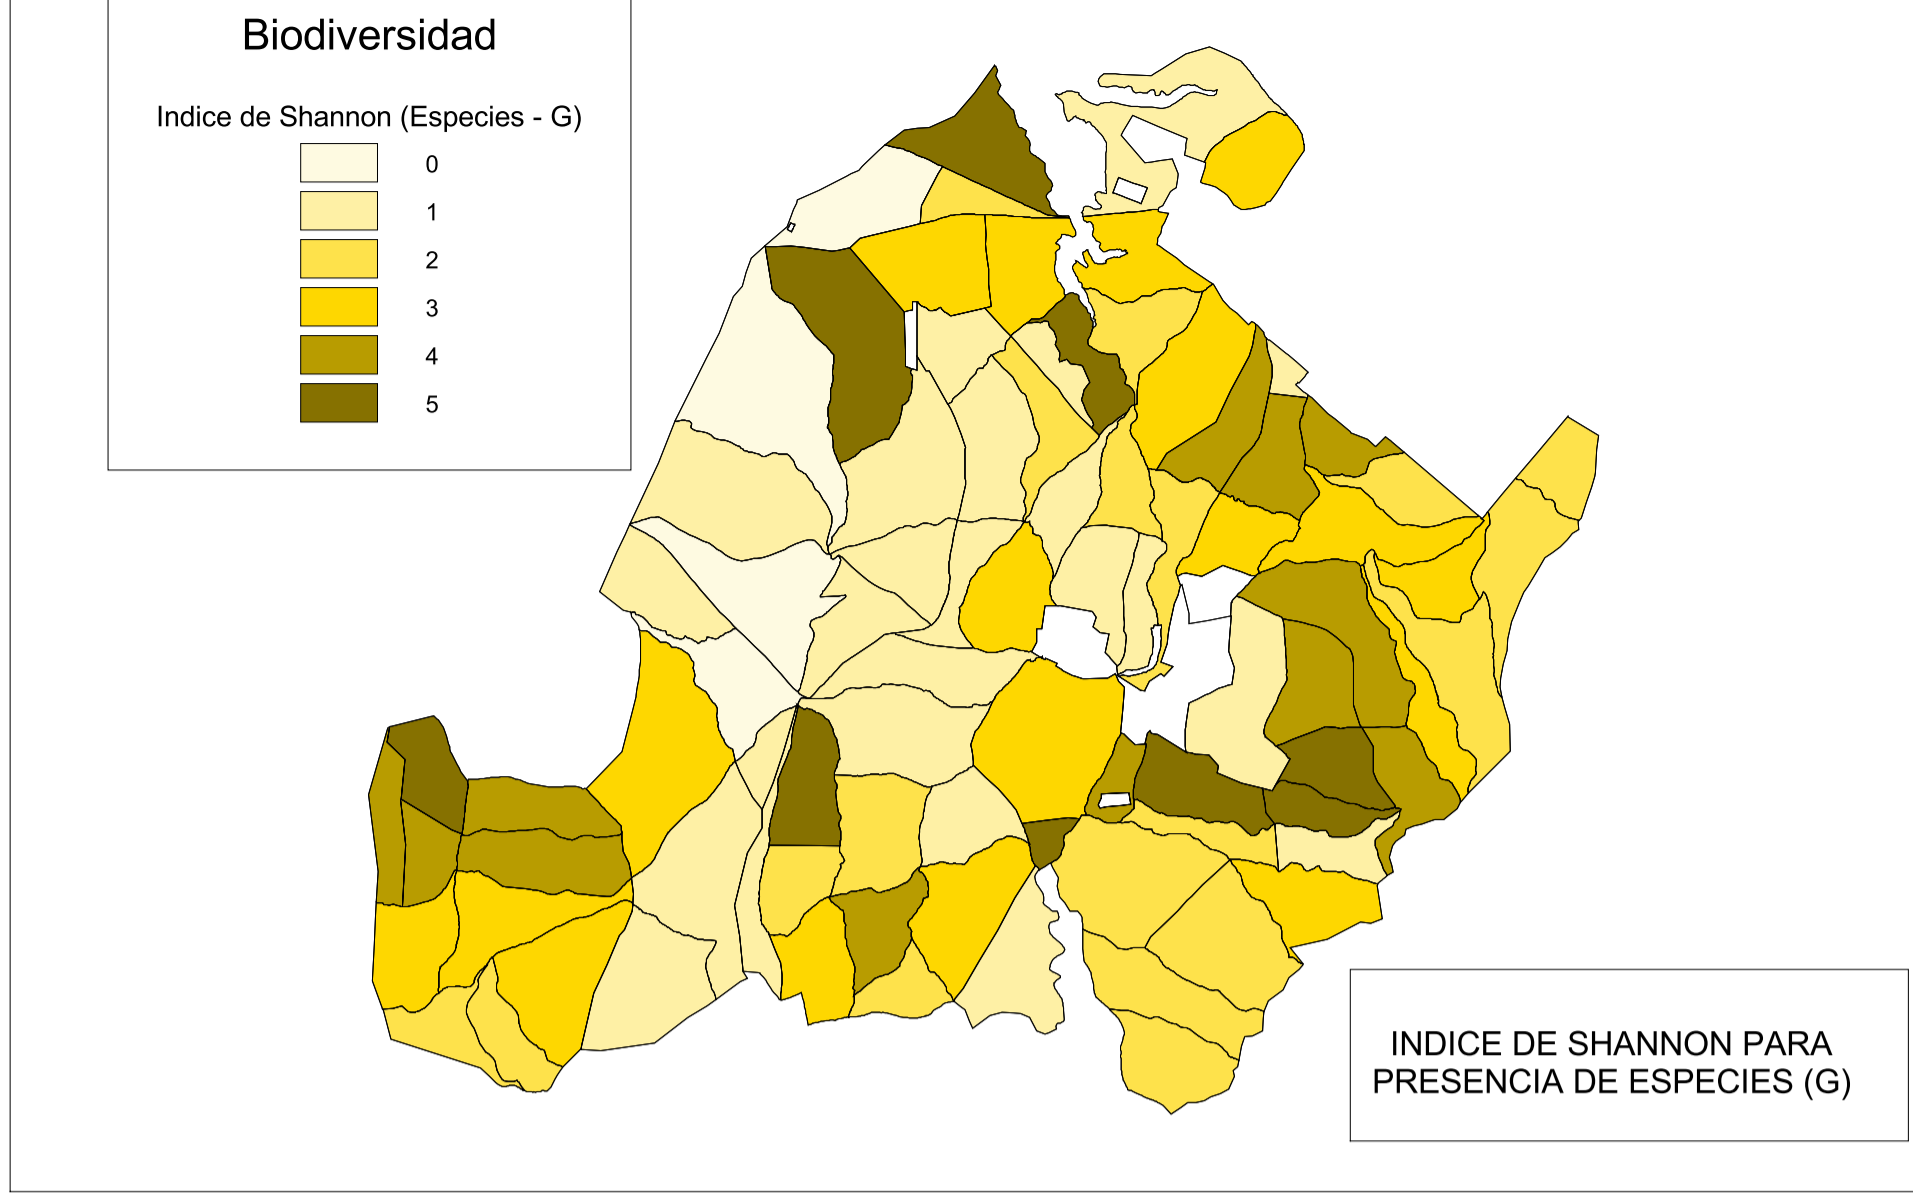 Biodiversidad
Indice de Shannon (Especies - G)
0
1
2
3
4
5
INDICE DE SHANNON PARA
PRESENCIA DE ESPECIES (G)